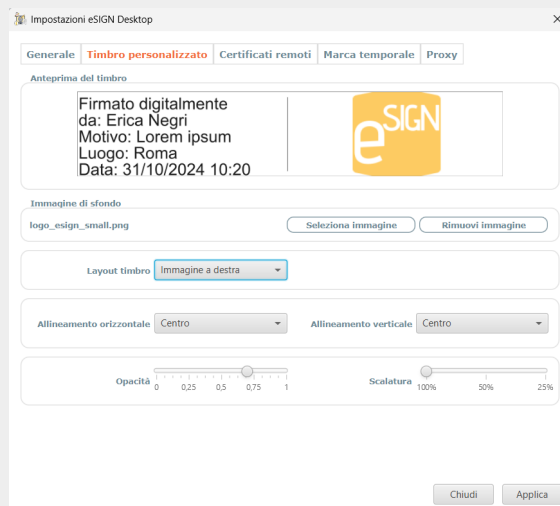 Impostazioni eSIGN Desktop
Generale Timbro personalizzato Certificati remoti Marca temporale Proxy
Anteprima del timbro
Firmato digitalmente
da: Erica Negri
Motivo: Lorem ipsum
Luogo: Roma
Data: 31/10/2024 10:20
eSIGN
Immagine di sfondo
logo_esign_small.png Seleziona immagine Rimuovi immagine
Layout timbro Immagine a destra
Allineamento orizzontale Centro Allineamento verticale Centro
Opacità 0 0,25 0,5 0,75 1 Scalatura 100% 50% 25%
Chiudi Applica